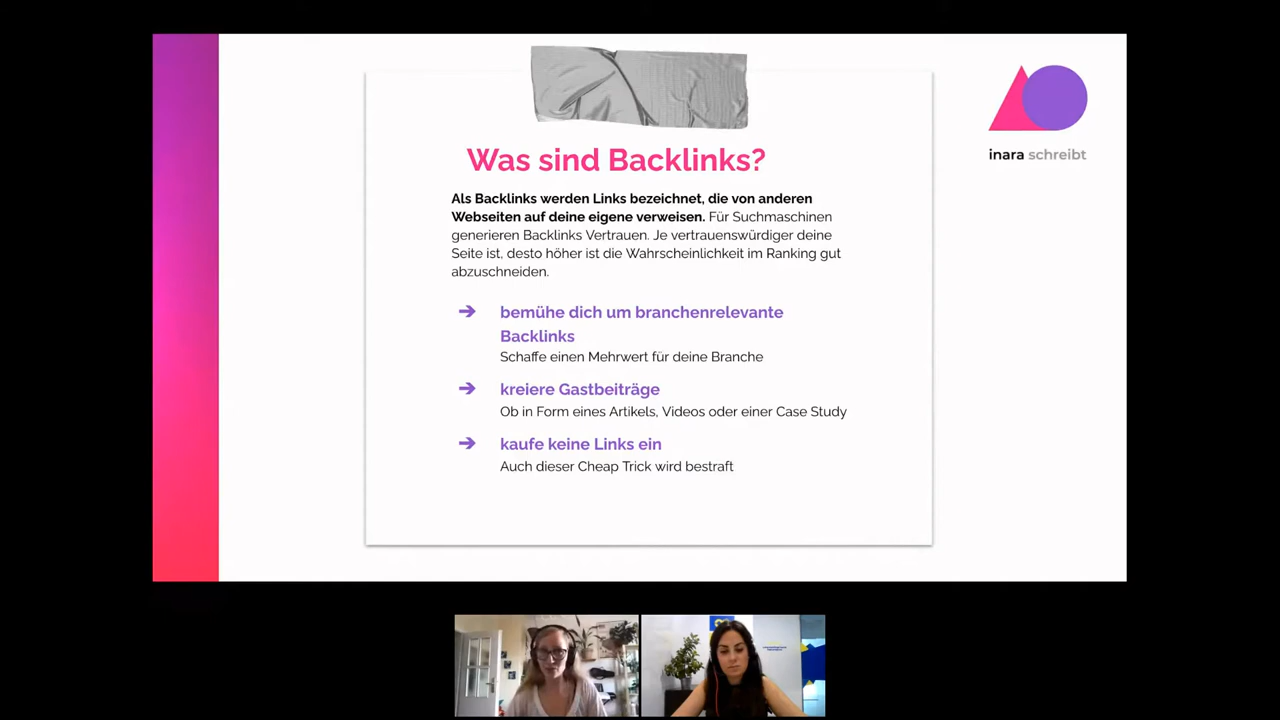 inara schreibt
Was sind Backlinks?
Als Backlinks werden Links bezeichnet, die von anderen
Webseiten auf deine eigene verweisen. Für Suchmaschinen
generieren Backlinks Vertrauen. Je vertrauenswürdiger deine
Seite ist, desto höher ist die Wahrscheinlichkeit im Ranking gut
abzuschneiden.
➔ bemühe dich um branchenrelevante
Backlinks
Schaffe einen Mehrwert für deine Branche
➔ kreiere Gastbeiträge
Ob in Form eines Artikels, Videos oder einer Case Study
➔ kaufe keine Links ein
Auch dieser Cheap Trick wird bestraft